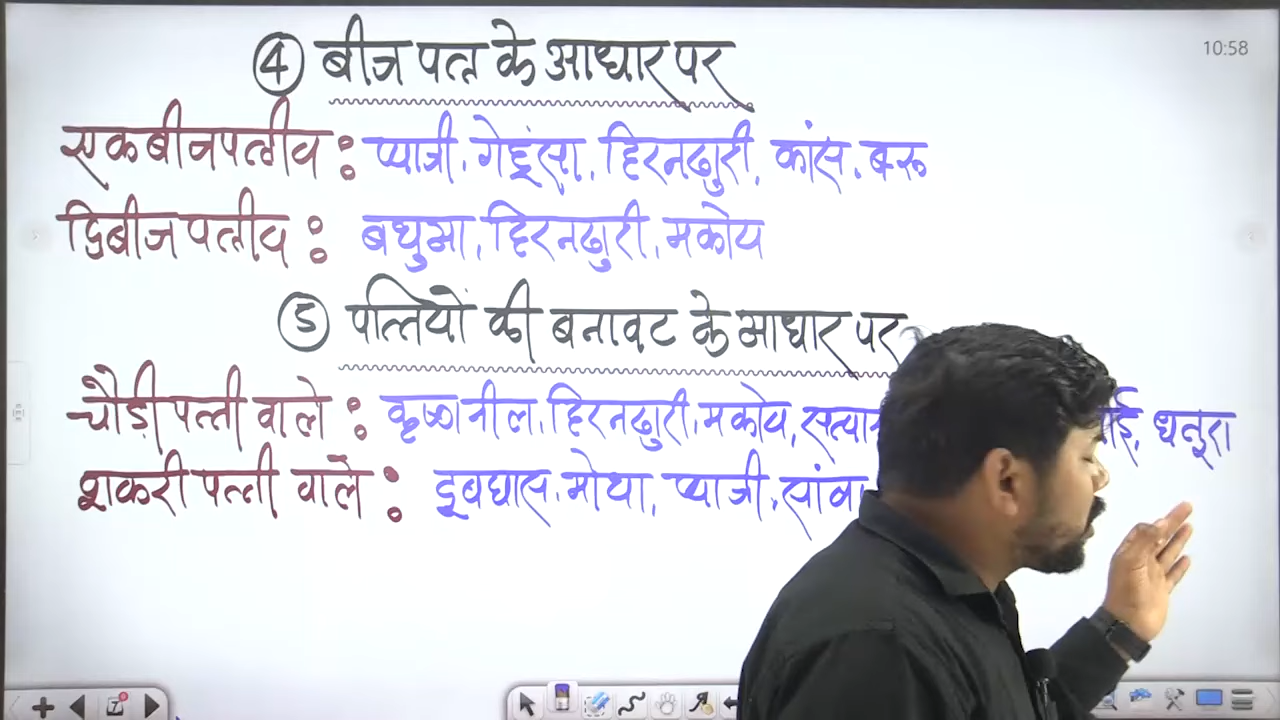 10:58
④ बीज पत्र के आधार पर
एकबीजपत्रीय : प्याजी, गेहूंसा, हिरनखुरी, कांस, बरू
द्विबीजपत्रीय : बथुआ, हिरनखुरी, मकोय
⑤ पत्तियों की बनावट के आधार पर
चौड़ी पत्ती वाले : कृष्णनील, हिरनखुरी, मकोय, धतूरा
सकरी पत्ती वाले : दूबघास, मोथा, प्याजी, सांवा